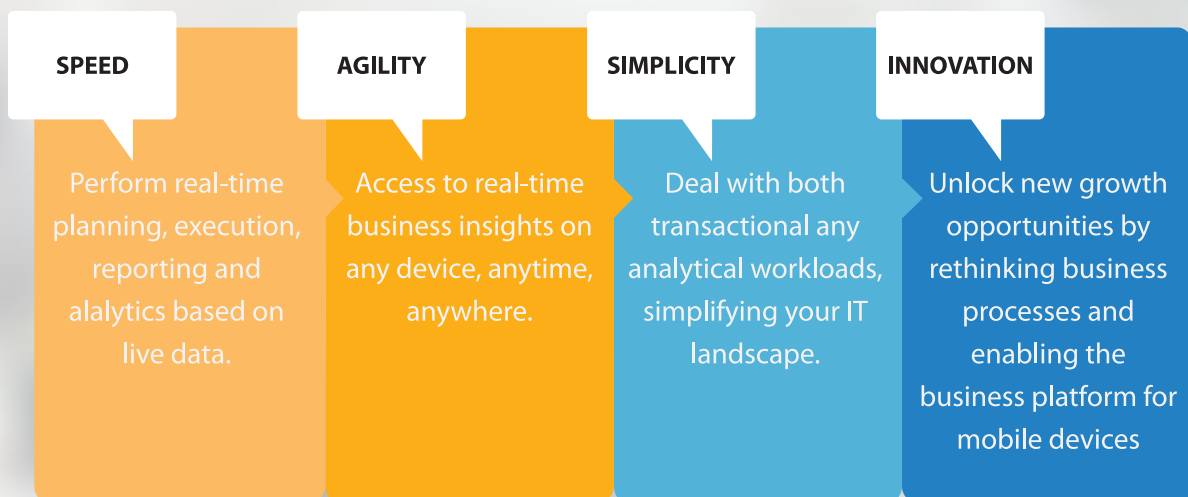 SPEED
Perform real-time
planning, execution,
reporting and
alalytics based on
live data.
AGILITY
Access to real-time
business insights on
any device, anytime,
anywhere.
SIMPLICITY
Deal with both
transactional any
analytical workloads,
simplifying your IT
landscape.
INNOVATION
Unlock new growth
opportunities by
rethinking business
processes and
enabling the
business platform for
mobile devices